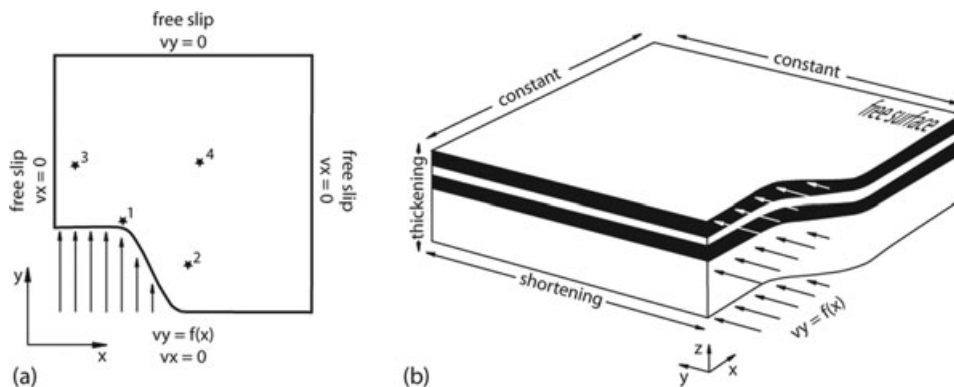 free slip
vy = 0
free slip
vx = 0
3
4
1
2
free slip
vx = 0
y
x
vy = f(x)
vx = 0
(a)
constant
constant
free surface
thickening
shortening
vy = f(x)
z
y
x
(b)